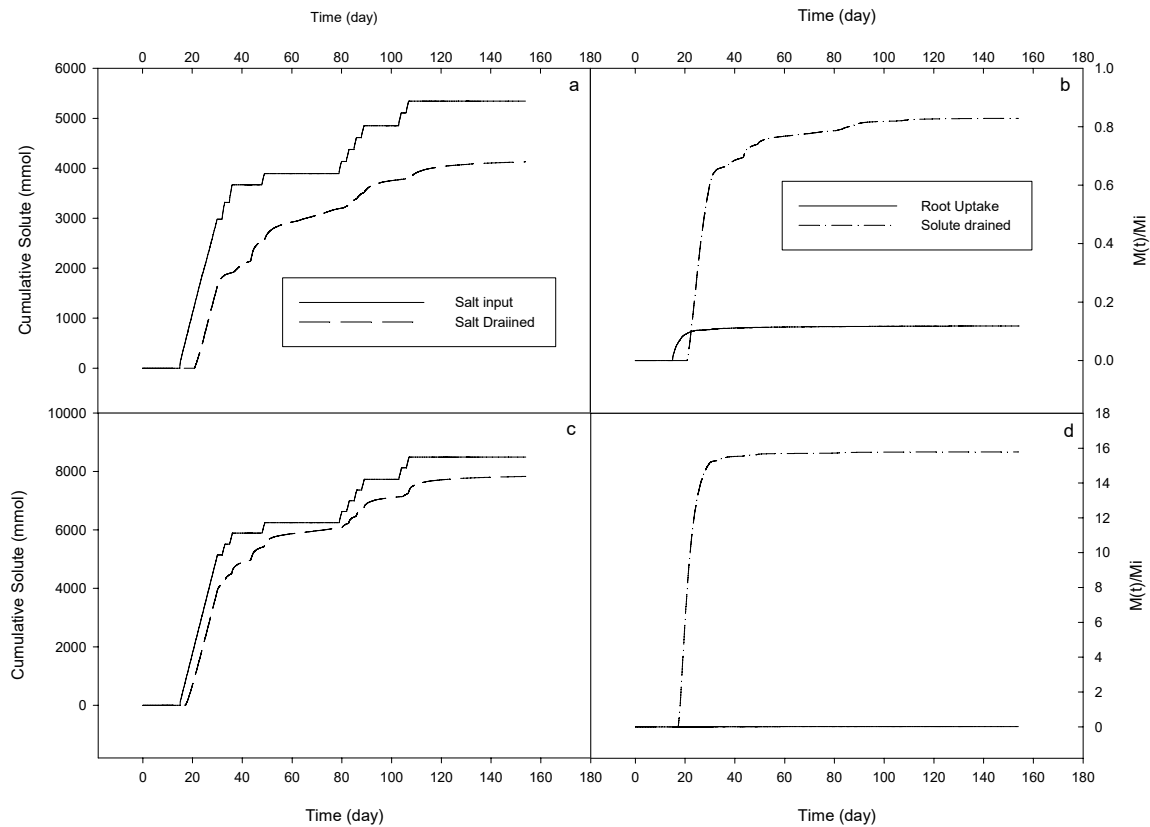 Time (day)
Time (day)
0 20 40 60 80 100 120 140 160 180
0 20 40 60 80 100 120 140 160 180
6000
5000
4000
3000
2000
1000
0
Cumulative Solute (mmol)
a
Salt input
Salt Draiined
b
Root Uptake
Solute drained
1.0
0.8
0.6
0.4
0.2
0.0
M(t)/Mi
10000
8000
6000
4000
2000
0
Cumulative Solute (mmol)
c
d
18
16
14
12
10
8
6
4
2
0
M(t)/Mi
0 20 40 60 80 100 120 140 160 180
0 20 40 60 80 100 120 140 160 180
Time (day)
Time (day)